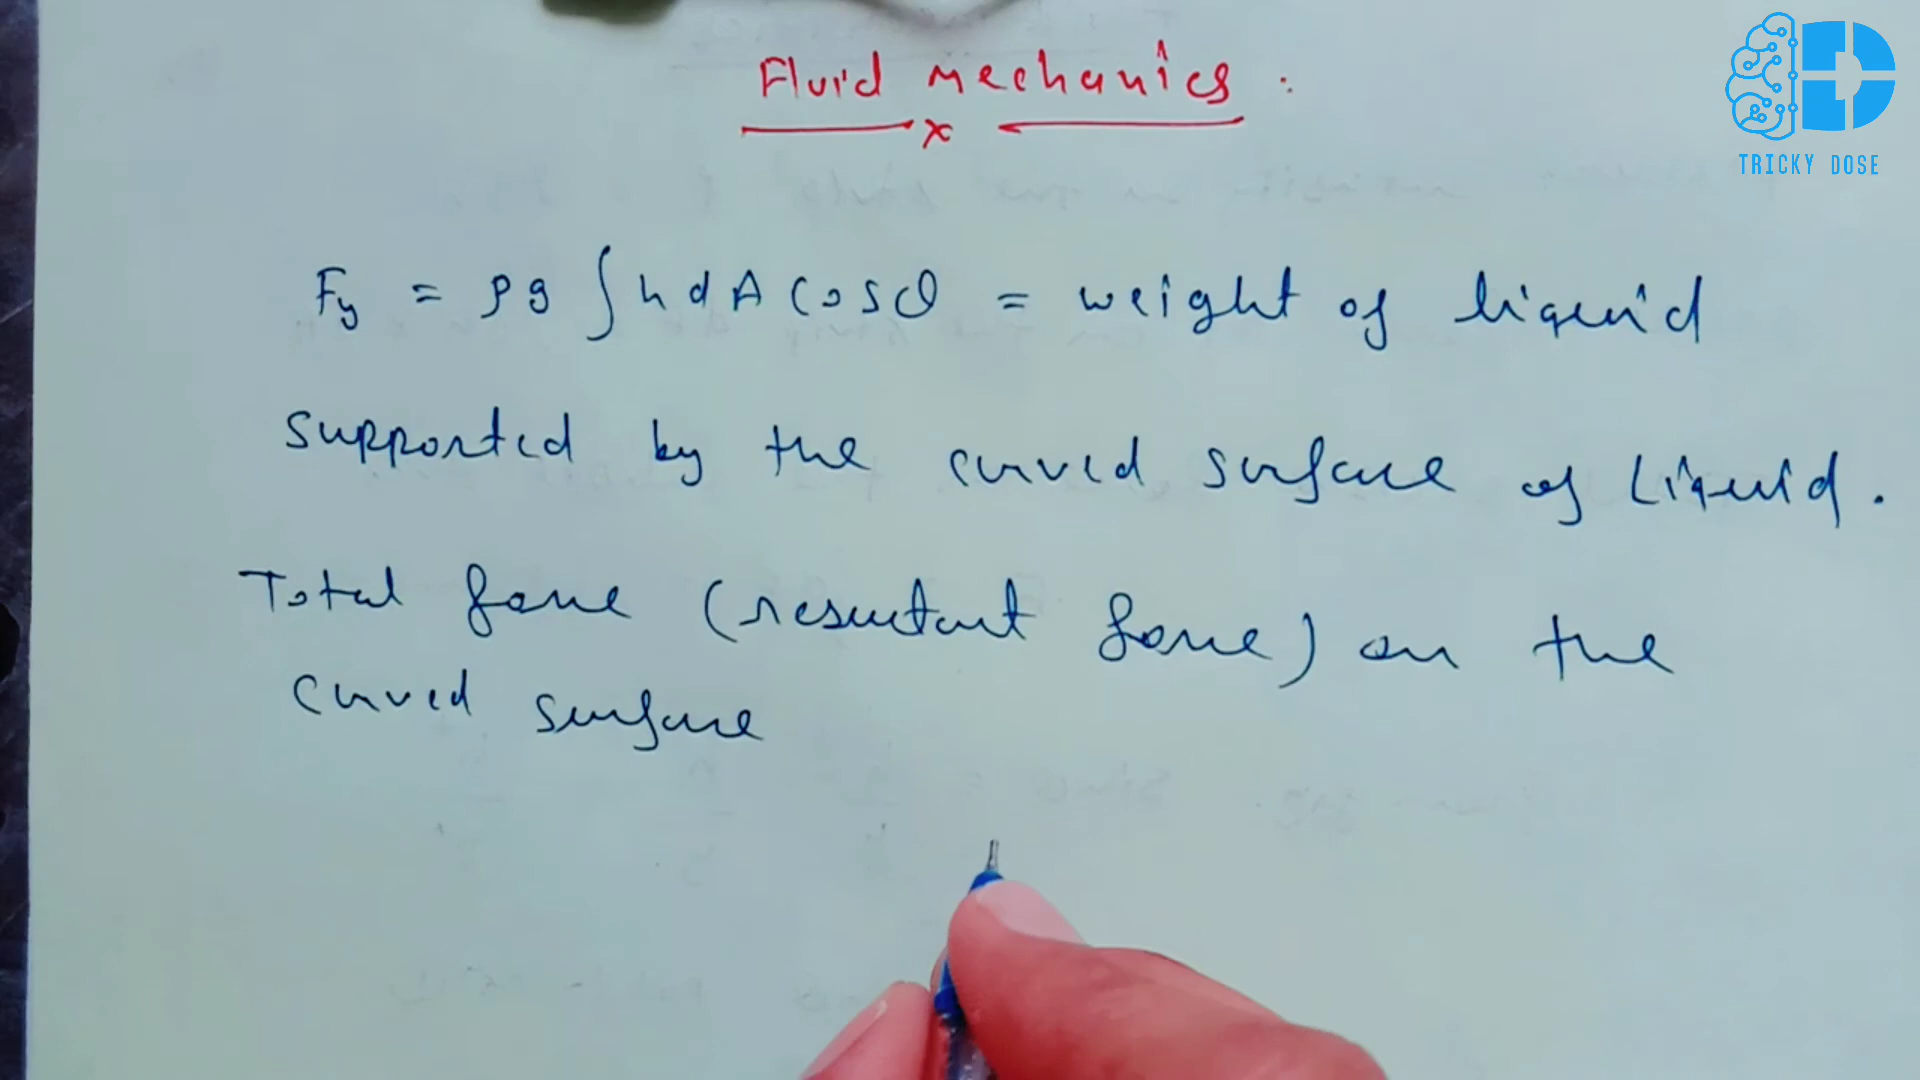 Fluid mechanics :
x
TRICKY DOSE
Fy = ρg ∫ h dA cosθ = weight of liquid
supported by the curved surface of Liquid.
Total force (resultant force) on the
curved surface